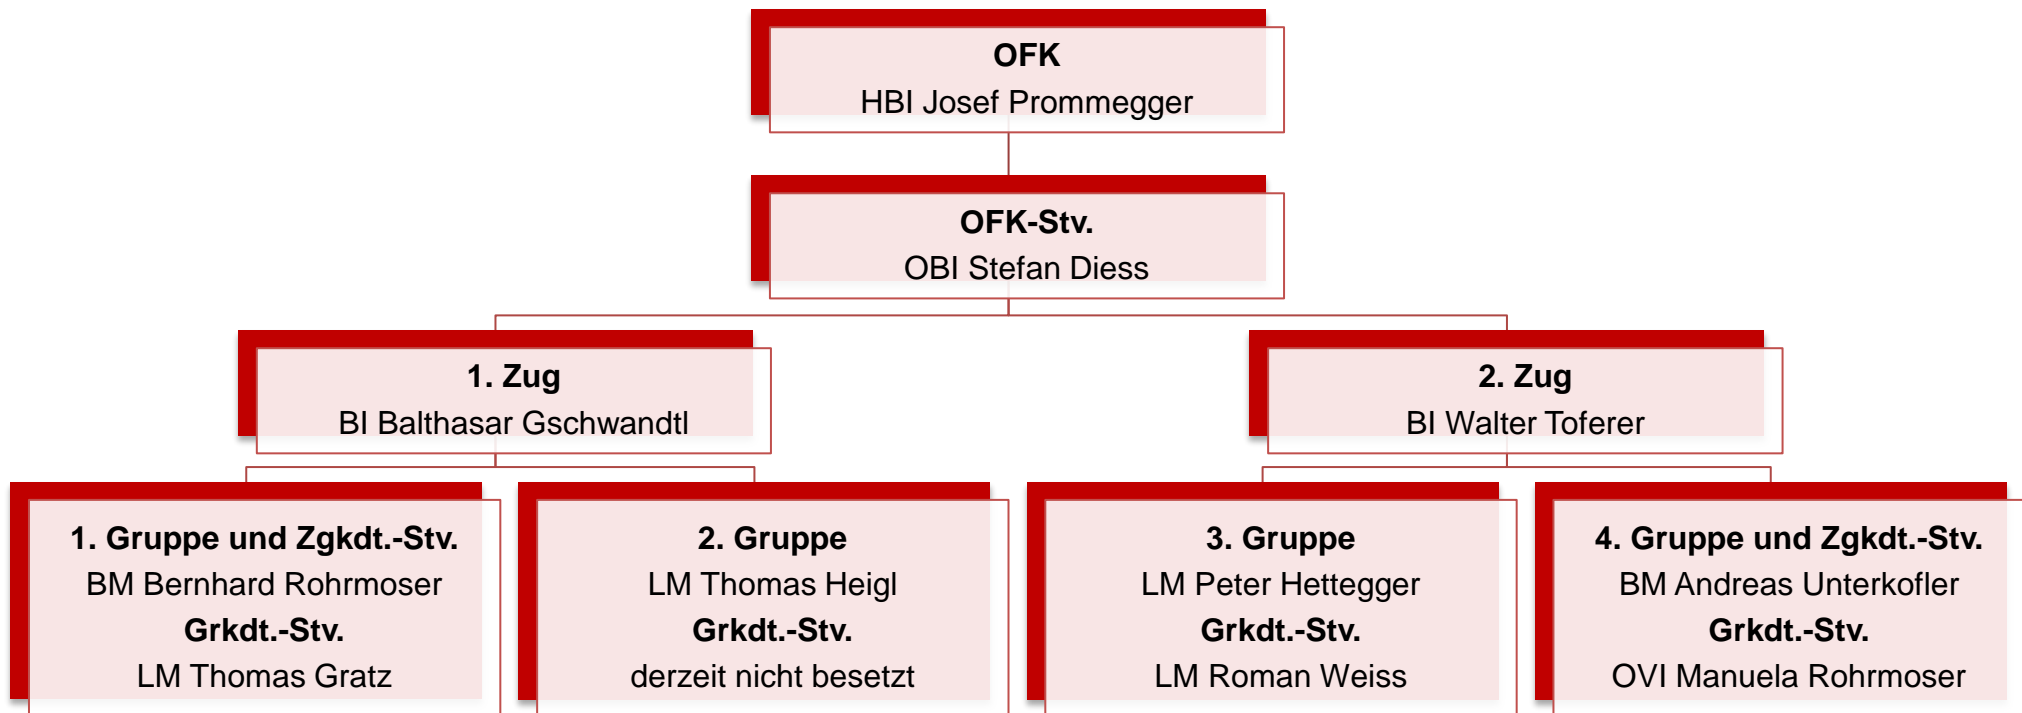 OFK
HBI Josef Prommegger
OFK-Stv.
OBI Stefan Diess
1. Zug
BI Balthasar Gschwandtl
2. Zug
BI Walter Toferer
1. Gruppe und Zgkdt.-Stv.
BM Bernhard Rohrmoser
Grkdt.-Stv.
LM Thomas Gratz
2. Gruppe
LM Thomas Heigl
Grkdt.-Stv.
derzeit nicht besetzt
3. Gruppe
LM Peter Hettegger
Grkdt.-Stv.
LM Roman Weiss
4. Gruppe und Zgkdt.-Stv.
BM Andreas Unterkofler
Grkdt.-Stv.
OVI Manuela Rohrmoser